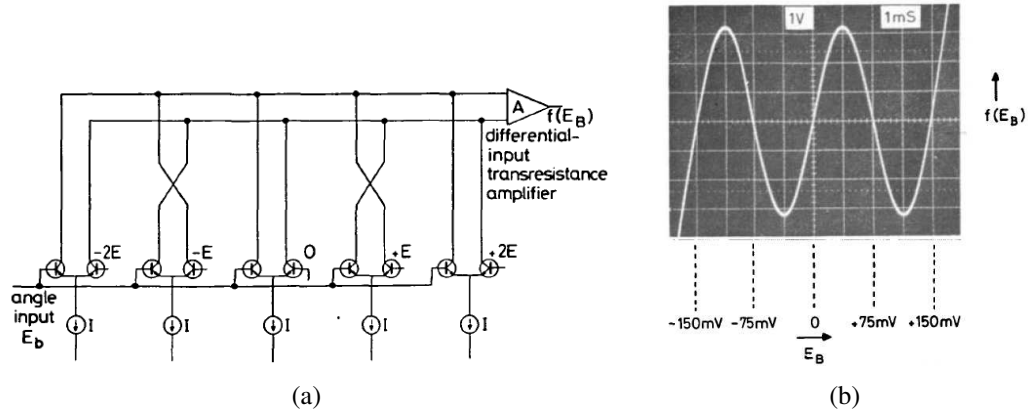 A
f(E_B)
differential-
input
transresistance
amplifier
-2E
-E
0
+E
+2E
angle
input
E_b
I
I
I
I
I
(a)
1V
1mS
f(E_B)
-150mV
-75mV
0
+75mV
+150mV
E_B
(b)